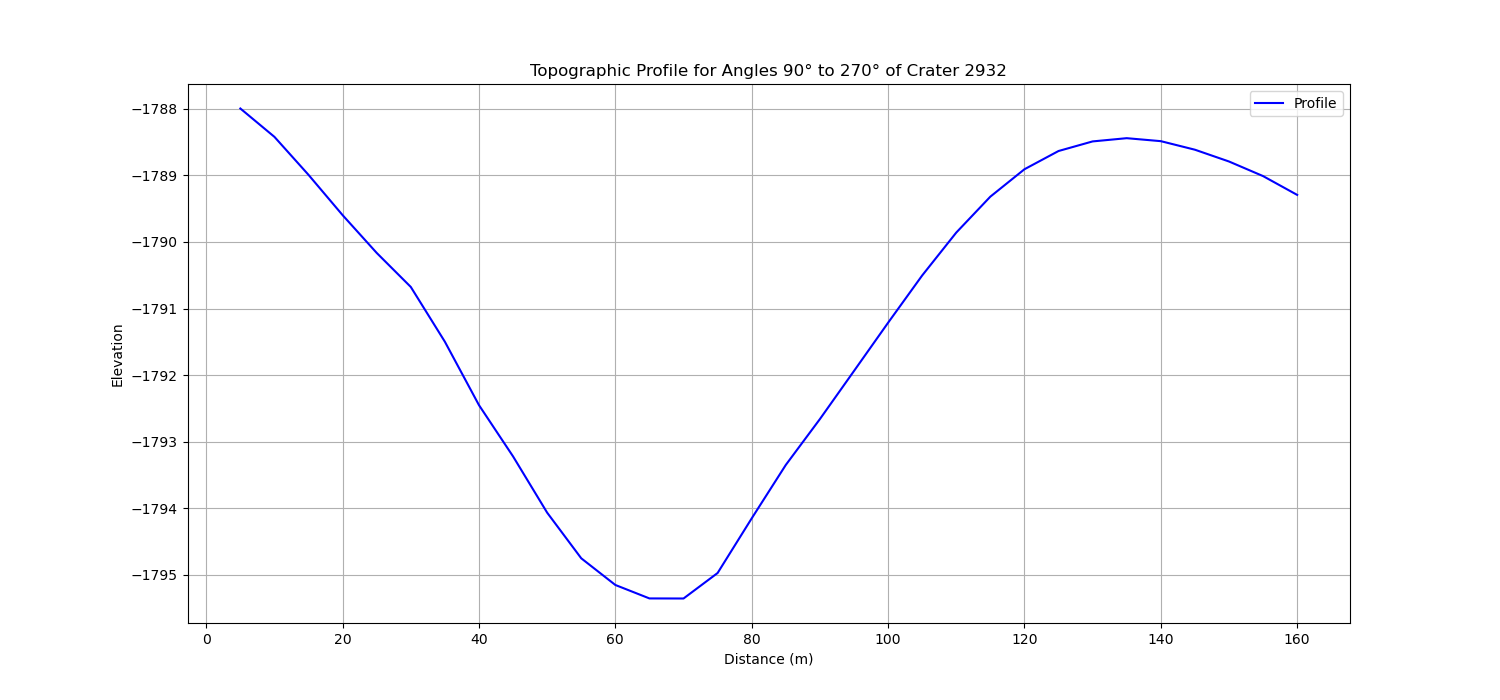 Topographic Profile for Angles 90° to 270° of Crater 2932
Profile
−1788
−1789
−1790
−1791
−1792
−1793
−1794
−1795
Elevation
0 20 40 60 80 100 120 140 160
Distance (m)